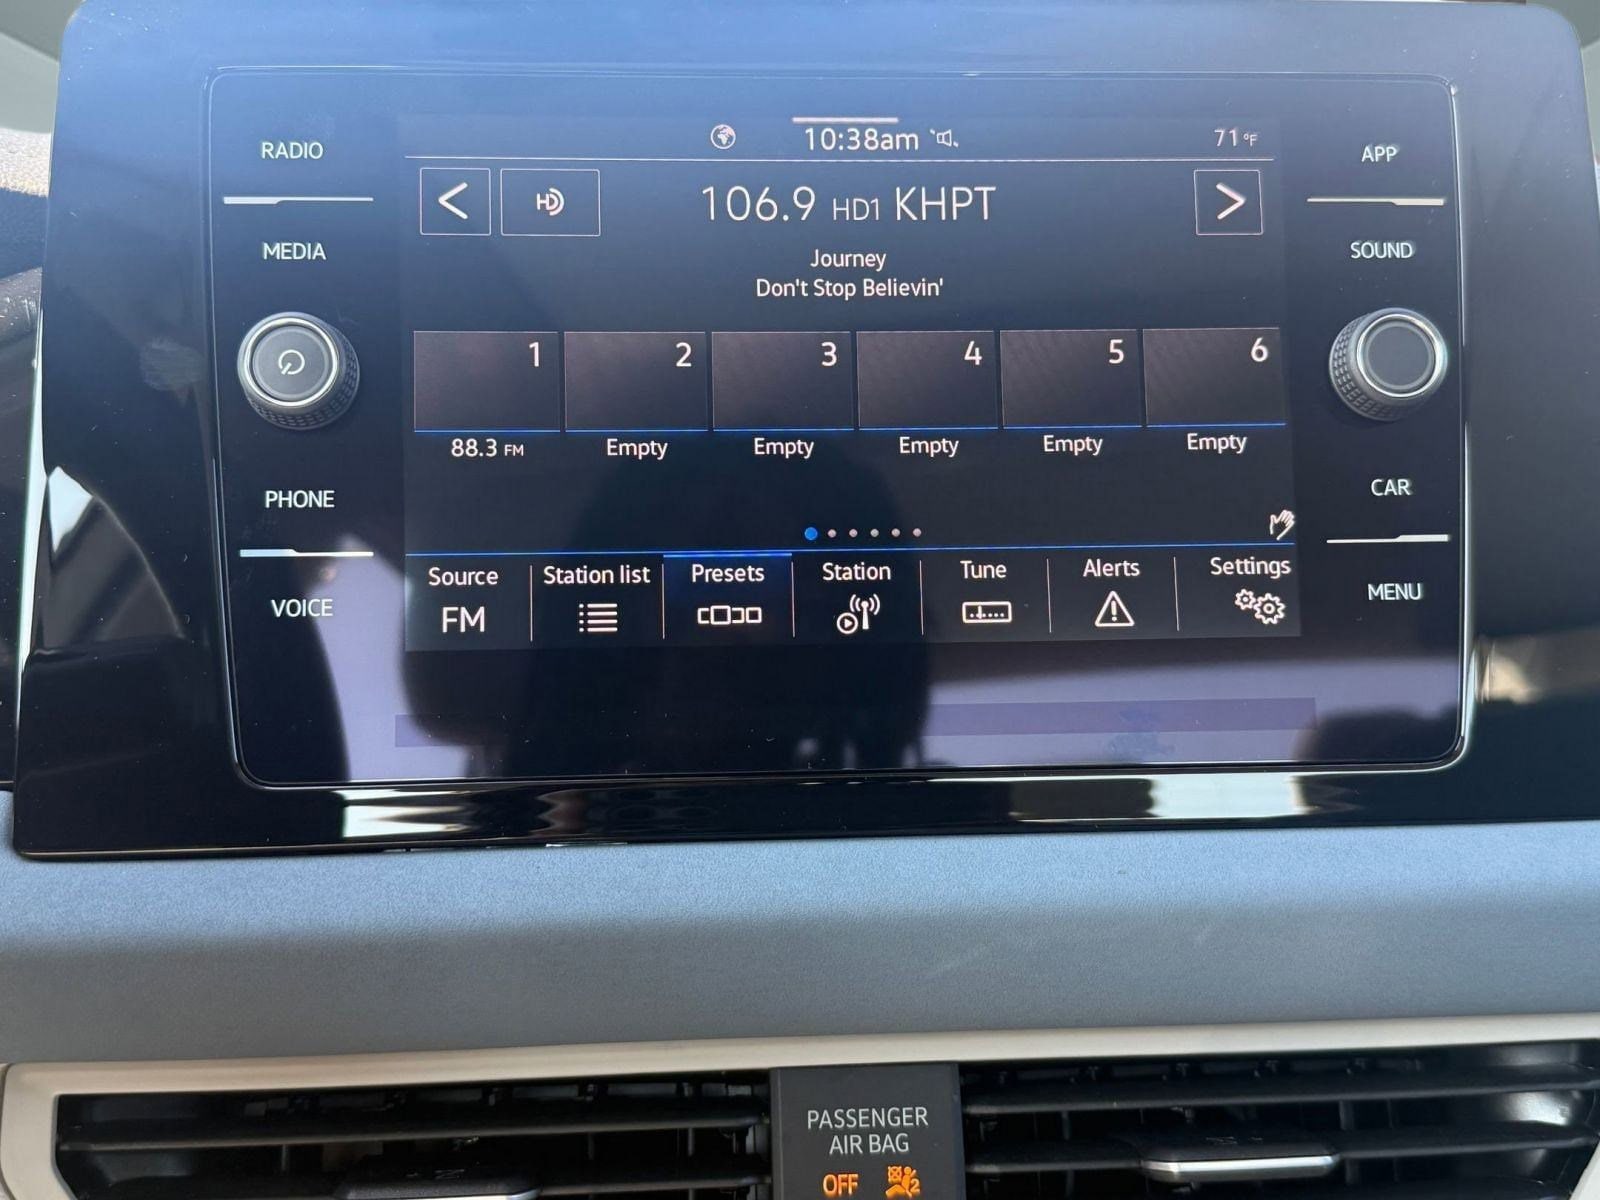 RADIO
MEDIA
PHONE
VOICE
10:38am
71°F
HD
106.9 HD1 KHPT
Journey
Don't Stop Believin'
1 2 3 4 5 6
88.3 FM Empty Empty Empty Empty Empty
Source Station list Presets Station Tune Alerts Settings
FM
APP
SOUND
CAR
MENU
PASSENGER
AIR BAG
OFF
2